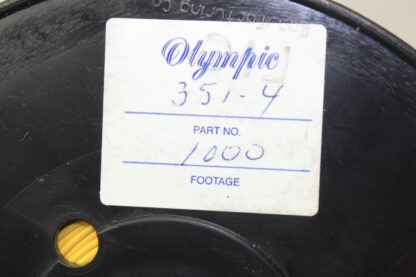 Olympic
351-4
PART NO.
1000
FOOTAGE